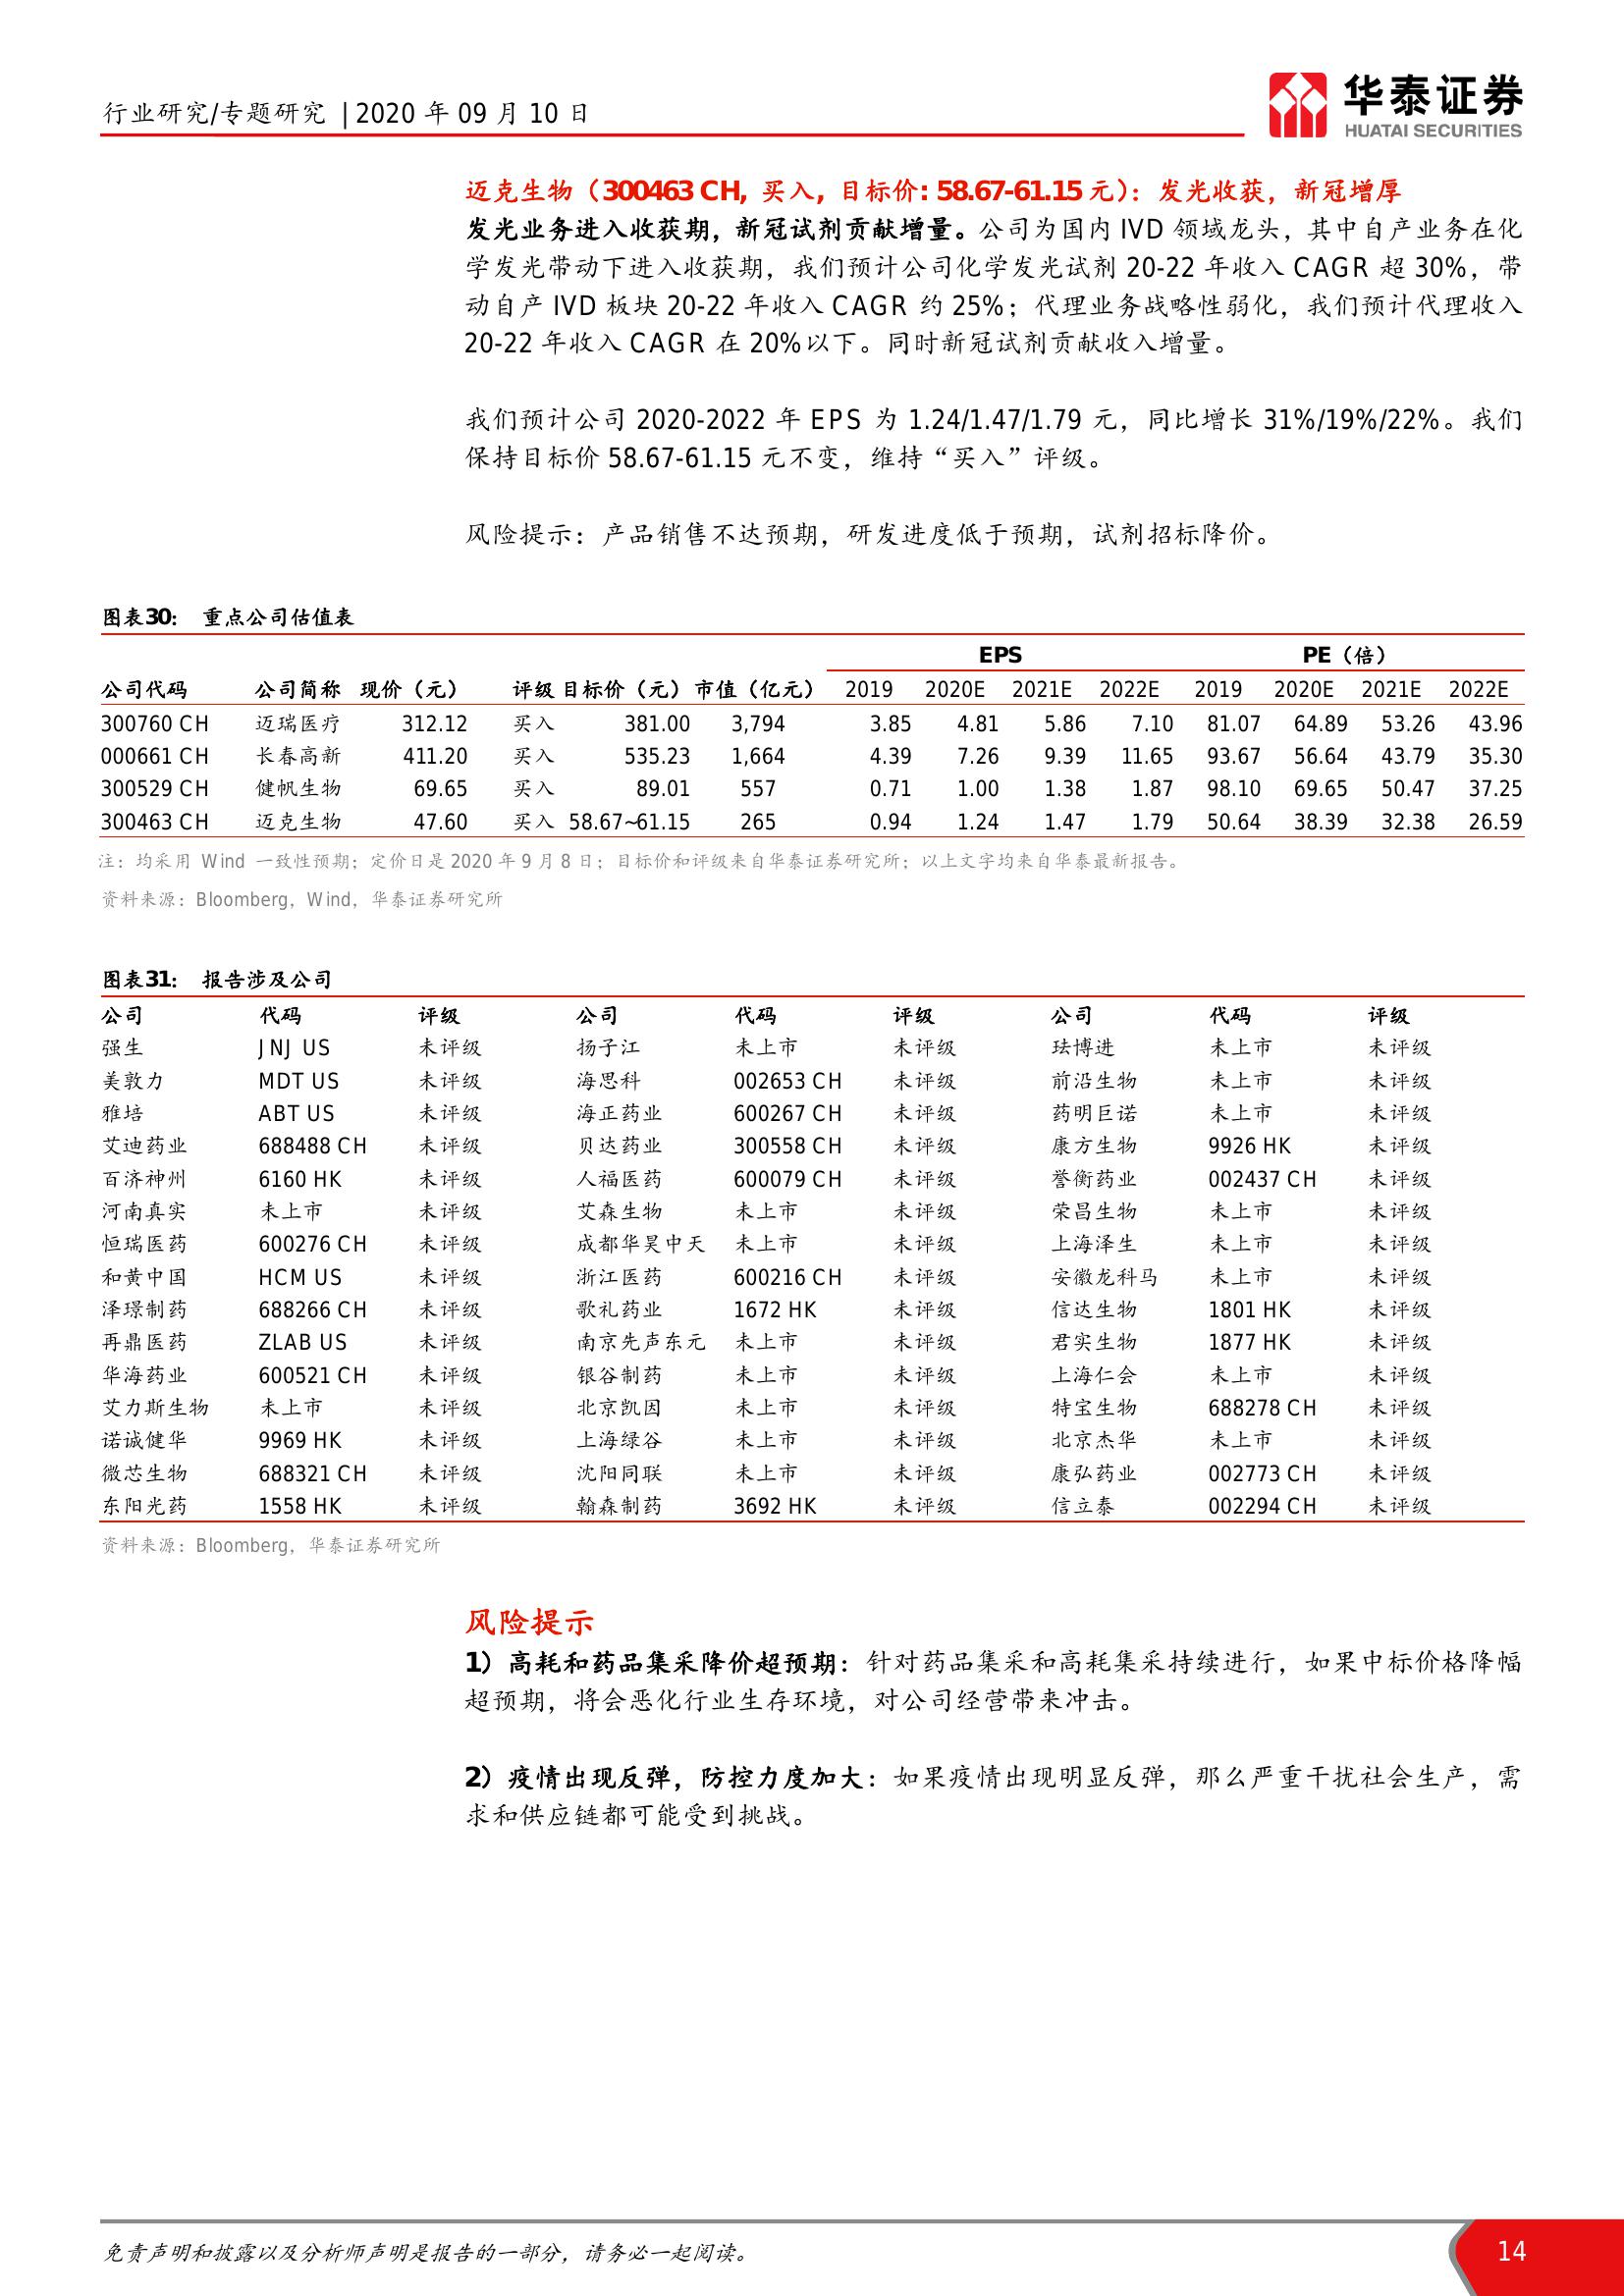 行业研究/专题研究 | 2020 年 09 月 10 日
华泰证券
HUATAI SECURITIES
迈克生物（300463 CH, 买入, 目标价: 58.67-61.15 元）：发光收获，新冠增厚
发光业务进入收获期，新冠试剂贡献增量。公司为国内 IVD 领域龙头，其中自产业务在化
学发光带动下进入收获期，我们预计公司化学发光试剂 20-22 年收入 CAGR 超 30%，带
动自产 IVD 板块 20-22 年收入 CAGR 约 25%；代理业务战略性弱化，我们预计代理收入
20-22 年收入 CAGR 在 20%以下。同时新冠试剂贡献收入增量。
我们预计公司 2020-2022 年 EPS 为 1.24/1.47/1.79 元，同比增长 31%/19%/22%。我们
保持目标价 58.67-61.15 元不变，维持“买入”评级。
风险提示：产品销售不达预期，研发进度低于预期，试剂招标降价。
图表30： 重点公司估值表
EPS PE（倍）
公司代码 公司简称 现价（元） 评级 目标价（元） 市值（亿元） 2019 2020E 2021E 2022E 2019 2020E 2021E 2022E
300760 CH 迈瑞医疗 312.12 买入 381.00 3,794 3.85 4.81 5.86 7.10 81.07 64.89 53.26 43.96
000661 CH 长春高新 411.20 买入 535.23 1,664 4.39 7.26 9.39 11.65 93.67 56.64 43.79 35.30
300529 CH 健帆生物 69.65 买入 89.01 557 0.71 1.00 1.38 1.87 98.10 69.65 50.47 37.25
300463 CH 迈克生物 47.60 买入 58.67~61.15 265 0.94 1.24 1.47 1.79 50.64 38.39 32.38 26.59
注：均采用 Wind 一致性预期；定价日是 2020 年 9 月 8 日；目标价和评级来自华泰证券研究所；以上文字均来自华泰最新报告。
资料来源：Bloomberg，Wind，华泰证券研究所
图表31： 报告涉及公司
公司 代码 评级 公司 代码 评级 公司 代码 评级
强生 JNJ US 未评级 扬子江 未上市 未评级 珐博进 未上市 未评级
美敦力 MDT US 未评级 海思科 002653 CH 未评级 前沿生物 未上市 未评级
雅培 ABT US 未评级 海正药业 600267 CH 未评级 药明巨诺 未上市 未评级
艾迪药业 688488 CH 未评级 贝达药业 300558 CH 未评级 康方生物 9926 HK 未评级
百济神州 6160 HK 未评级 人福医药 600079 CH 未评级 誉衡药业 002437 CH 未评级
河南真实 未上市 未评级 艾森生物 未上市 未评级 荣昌生物 未上市 未评级
恒瑞医药 600276 CH 未评级 成都华昊中天 未上市 未评级 上海泽生 未上市 未评级
和黄中国 HCM US 未评级 浙江医药 600216 CH 未评级 安徽龙科马 未上市 未评级
泽璟制药 688266 CH 未评级 歌礼药业 1672 HK 未评级 信达生物 1801 HK 未评级
再鼎医药 ZLAB US 未评级 南京先声东元 未上市 未评级 君实生物 1877 HK 未评级
华海药业 600521 CH 未评级 银谷制药 未上市 未评级 上海仁会 未上市 未评级
艾力斯生物 未上市 未评级 北京凯因 未上市 未评级 特宝生物 688278 CH 未评级
诺诚健华 9969 HK 未评级 上海绿谷 未上市 未评级 北京杰华 未上市 未评级
微芯生物 688321 CH 未评级 沈阳同联 未上市 未评级 康弘药业 002773 CH 未评级
东阳光药 1558 HK 未评级 翰森制药 3692 HK 未评级 信立泰 002294 CH 未评级
资料来源：Bloomberg，华泰证券研究所
风险提示
1）高耗和药品集采降价超预期：针对药品集采和高耗集采持续进行，如果中标价格降幅
超预期，将会恶化行业生存环境，对公司经营带来冲击。
2）疫情出现反弹，防控力度加大：如果疫情出现明显反弹，那么严重干扰社会生产，需
求和供应链都可能受到挑战。
免责声明和披露以及分析师声明是报告的一部分，请务必一起阅读。
14